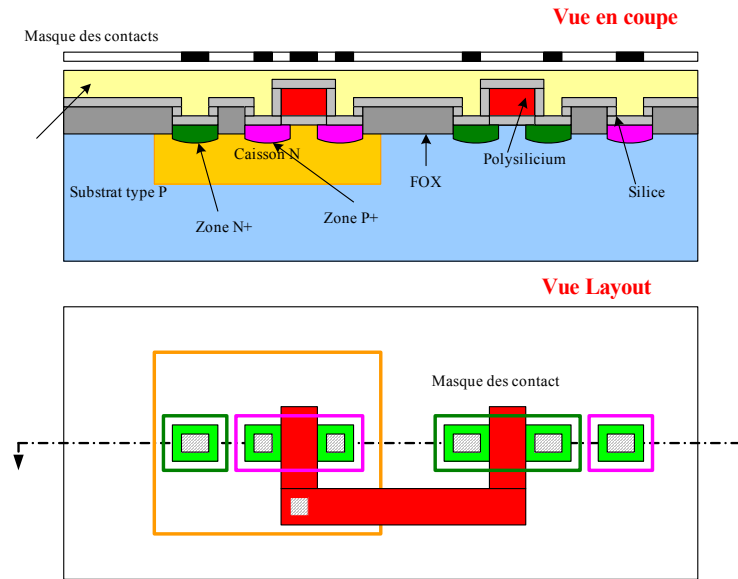 Vue en coupe
Masque des contacts
Polysilicium
Caisson N
FOX
Substrat type P
Silice
Zone P+
Zone N+
Vue Layout
Masque des contact